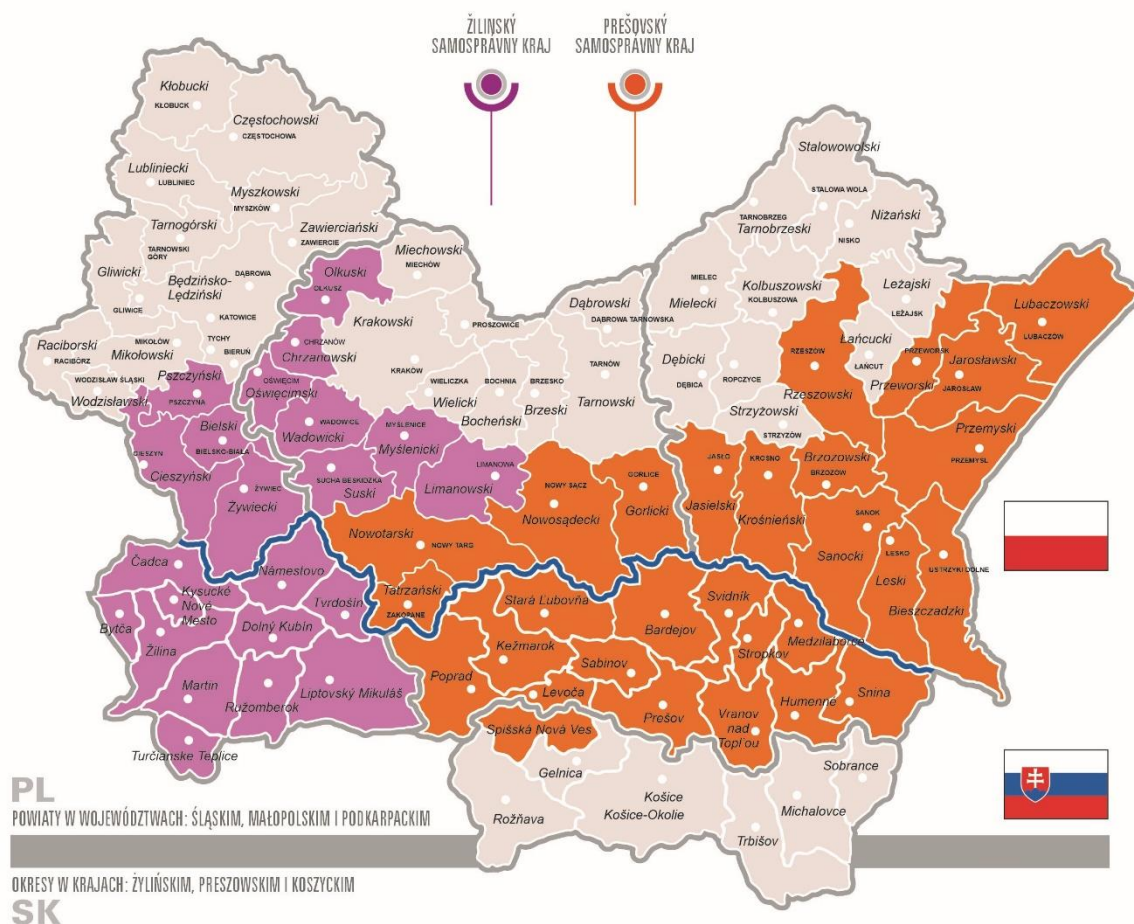 ŽILINSKÝ
SAMOSPRÁVNY KRAJ
PREŠOVSKÝ
SAMOSPRÁVNY KRAJ
Kłobucki
KŁOBUCK
Częstochowski
CZĘSTOCHOWA
Lubliniecki
LUBLINIEC
Myszkowski
MYSZKÓW
Tarnogórski
TARNOWSKI
GÓRY
Zawierciański
ZAWIERCIE
Gliwicki
GLIWICE
Będzińsko-
Lędziński
DĄBROWA
KATOWICE
Raciborski
RACIBÓRZ
MIKOŁÓW
Mikołowski
TYCHY
BIERUŃ
WODZISŁAW ŚLĄSKI
Wodzisławski
Pszczyński
PSZCZYNA
Bielski
BIELSKO-BIAŁA
CIESZYN
Cieszyński
ŻYWIEC
Żywiecki
Olkuski
OLKUSZ
Miechowski
MIECHÓW
CHRZANÓW
Chrzanowski
Krakowski
KRAKÓW
PROSZOWICE
OŚWIĘCIM
Oświęcimski
WADOWICE
Wadowicki
WIELICZKA
Wielicki
BOCHNIA
Bocheński
BRZESKO
Brzeski
Dąbrowski
DĄBROWA TARNOWSKA
TARNÓW
Tarnowski
MYŚLENICE
Myślenicki
SUCHA BESKIDZKA
Suski
LIMANOWA
Limanowski
Nowotarski
NOWY TARG
Tatrzański
ZAKOPANE
NOWY SĄCZ
Nowosądecki
GORLICE
Gorlicki
Stalowowolski
STALOWA WOLA
TARNOBRZEG
Tarnobrzeski
Niżański
NISKO
MIELEC
Mielecki
Kolbuszowski
KOLBUSZOWA
Leżajski
LEŻAJSK
Dębicki
DĘBICA
ROPCZYCE
RZESZÓW
Rzeszowski
Łańcucki
ŁAŃCUT
PRZEWORSK
Przeworski
Lubaczowski
LUBACZÓW
Jarosławski
JAROSŁAW
Strzyżowski
STRZYŻÓW
Przemyski
PRZEMYŚL
JASŁO
Jasielski
KROSNO
Krośnieński
Brzozowski
BRZOZÓW
SANOK
Sanocki
LESKO
Leski
USTRZYKI DOLNE
Bieszczadzki
Čadca
Kysucké
Nové
Mesto
Bytča
Žilina
Námestovo
Tvrdošín
Dolný Kubín
Martin
Ružomberok
Liptovský Mikuláš
Turčianske Teplice
Stará Ľubovňa
Kežmarok
Poprad
Levoča
Sabinov
Bardejov
Svidník
Stropkov
Medzilaborce
Prešov
Vranov
nad
Topľou
Humenné
Snina
Spišská Nová Ves
Gelnica
Rožňava
Košice
Košice-Okolie
Trbišov
Michalovce
Sobrance
PL
POWIATY W WOJEWÓDZTWACH: ŚLĄSKIM, MAŁOPOLSKIM I PODKARPACKIM
OKRESY W KRAJACH: ŻYLIŃSKIM, PRESZOWSKIM I KOSZYCKIM
SK